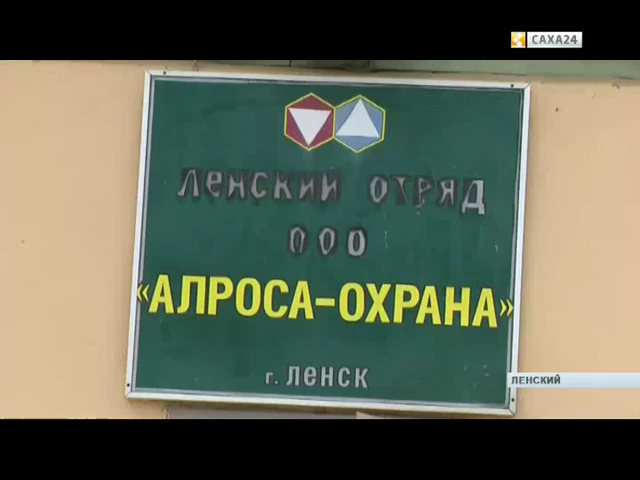 САХА24
ЛЕНСКИЙ ОТРЯД
ООО
«АЛРОСА-ОХРАНА»
г. ЛЕНСК
ЛЕНСКИЙ